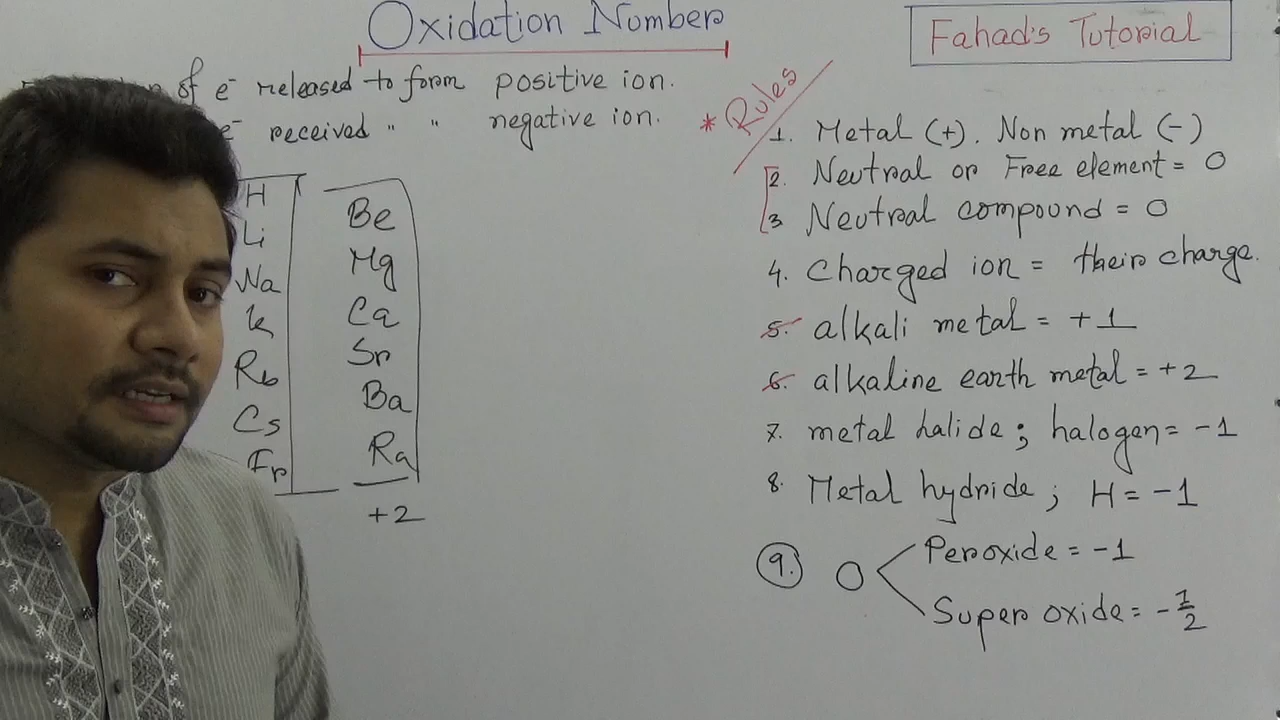 Oxidation Number
Fahad's Tutorial
of e⁻ released to form positive ion.
e⁻ received " " negative ion.
* Rules
1. Metal (+). Non metal (-)
2. Neutral or Free element = 0
3 Neutral compound = 0
4. Charged ion = their charge.
5. alkali metal = +1
6. alkaline earth metal = +2
7. metal halide; halogen = -1
8. Metal hydride; H = -1
9. O
Peroxide = -1
Super oxide = -1/2
H
Li
Na
K
Rb
Cs
Fr
Be
Mg
Ca
Sr
Ba
Ra
+2